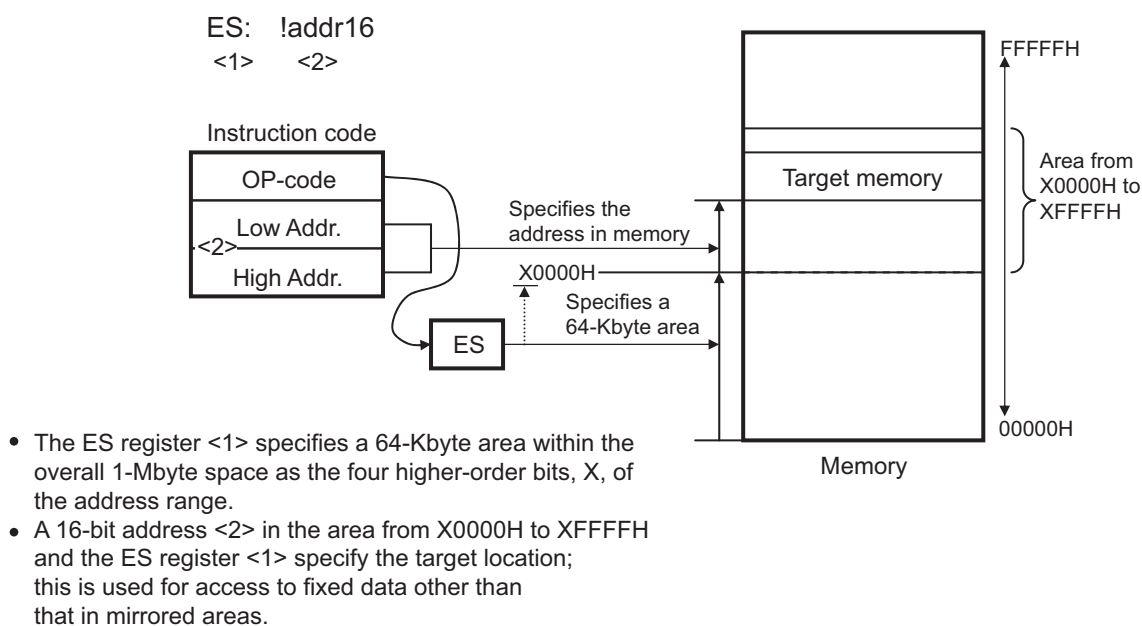 ES: !addr16
<1> <2>
Instruction code
OP-code
Low Addr.
<2>
High Addr.
ES
Specifies the
address in memory
X0000H
Specifies a
64-Kbyte area
Target memory
FFFFFH
Area from
X0000H to
XFFFFH
00000H
Memory
• The ES register <1> specifies a 64-Kbyte area within the
overall 1-Mbyte space as the four higher-order bits, X, of
the address range.
• A 16-bit address <2> in the area from X0000H to XFFFFH
and the ES register <1> specify the target location;
this is used for access to fixed data other than
that in mirrored areas.